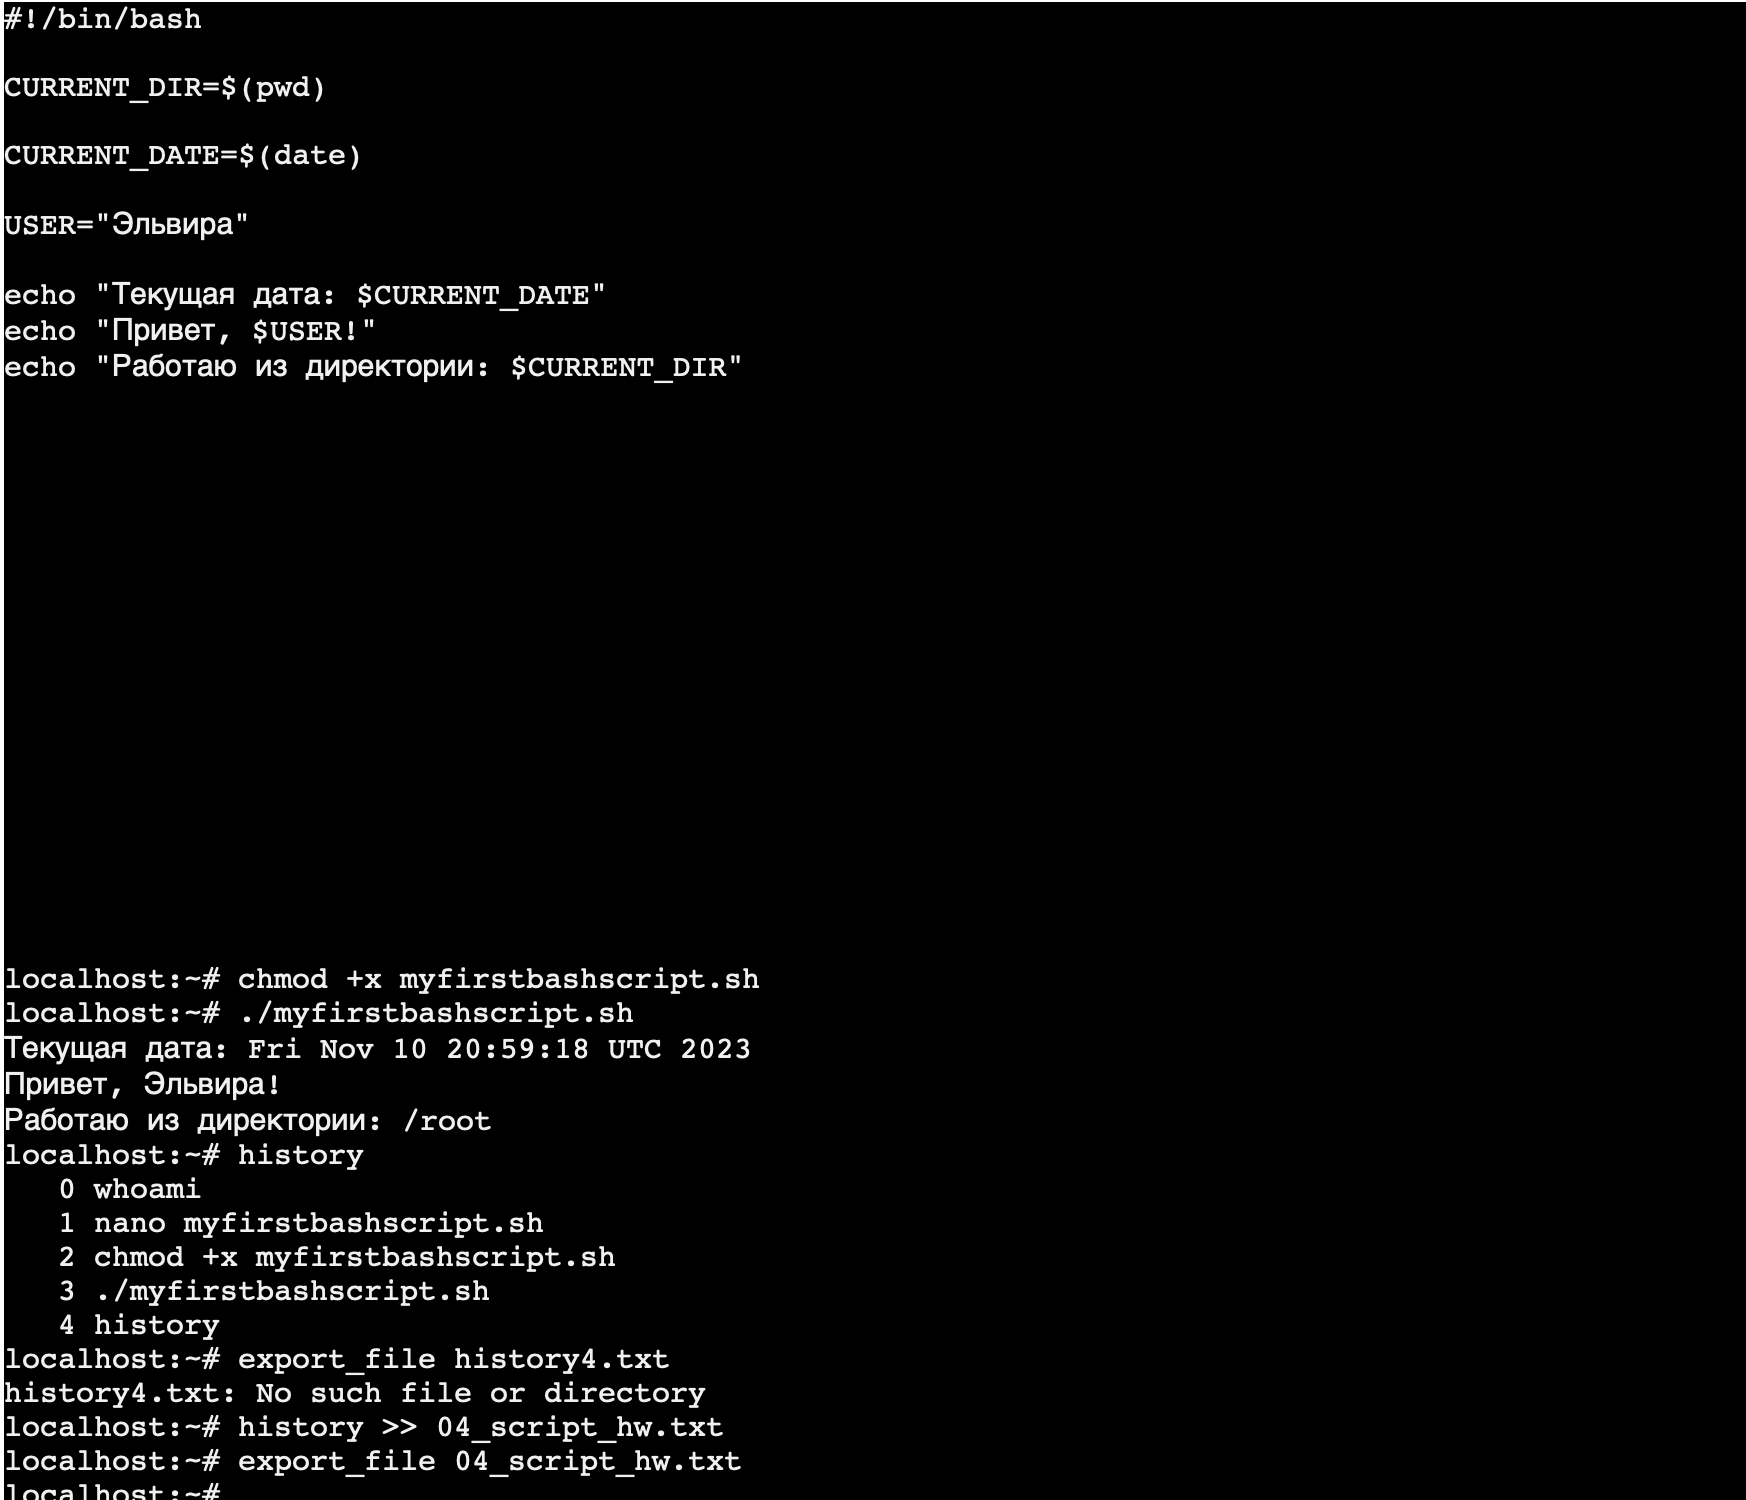 #!/bin/bash
CURRENT_DIR=$(pwd)
CURRENT_DATE=$(date)
USER="Эльвира"
echo "Текущая дата: $CURRENT_DATE"
echo "Привет, $USER!"
echo "Работаю из директории: $CURRENT_DIR"
localhost:~# chmod +x myfirstbashscript.sh
localhost:~# ./myfirstbashscript.sh
Текущая дата: Fri Nov 10 20:59:18 UTC 2023
Привет, Эльвира!
Работаю из директории: /root
localhost:~# history
   0 whoami
   1 nano myfirstbashscript.sh
   2 chmod +x myfirstbashscript.sh
   3 ./myfirstbashscript.sh
   4 history
localhost:~# export_file history4.txt
history4.txt: No such file or directory
localhost:~# history >> 04_script_hw.txt
localhost:~# export_file 04_script_hw.txt
localhost:~#